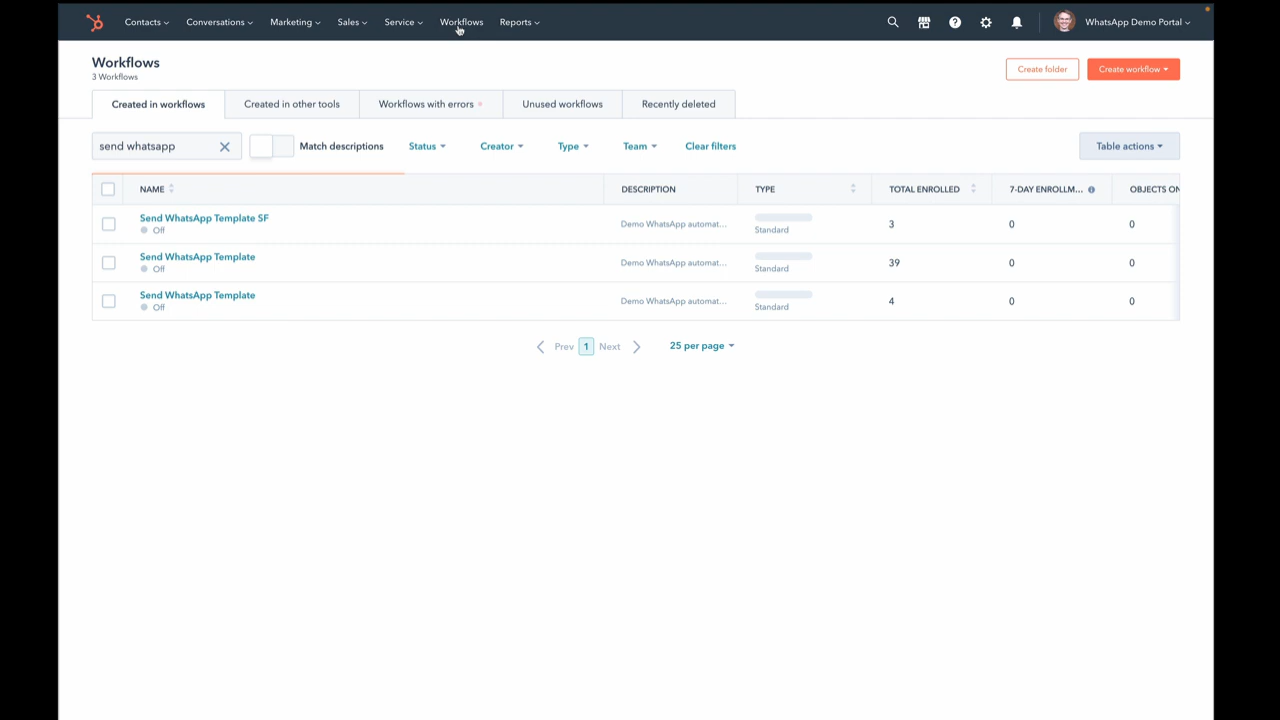 Contacts Conversations Marketing Sales Service Workflows Reports WhatsApp Demo Portal
Workflows
3 Workflows
Create folder Create workflow
Created in workflows Created in other tools Workflows with errors Unused workflows Recently deleted
send whatsapp Match descriptions Status Creator Type Team Clear filters Table actions
NAME DESCRIPTION TYPE TOTAL ENROLLED 7-DAY ENROLLM... OBJECTS ON
Send WhatsApp Template SF
Off Demo WhatsApp automat... Standard 3 0 0
Send WhatsApp Template
Off Demo WhatsApp automat... Standard 39 0 0
Send WhatsApp Template
Off Demo WhatsApp automat... Standard 4 0 0
Prev 1 Next 25 per page